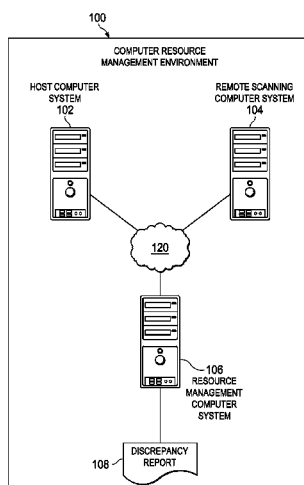 100
COMPUTER RESOURCE
MANAGEMENT ENVIRONMENT
HOST COMPUTER
SYSTEM
102
REMOTE SCANNING
COMPUTER SYSTEM
104
120
106
RESOURCE
MANAGEMENT
COMPUTER
SYSTEM
108
DISCREPANCY
REPORT